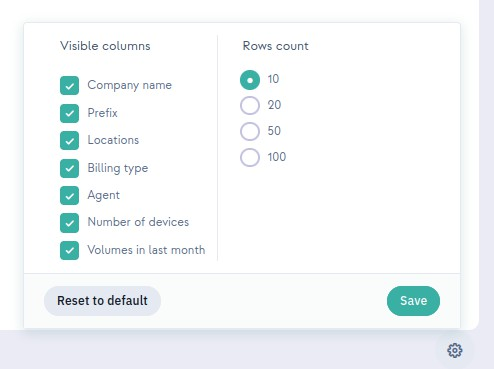 Visible columns
Company name
Prefix
Locations
Billing type
Agent
Number of devices
Volumes in last month
Rows count
10
20
50
100
Reset to default
Save